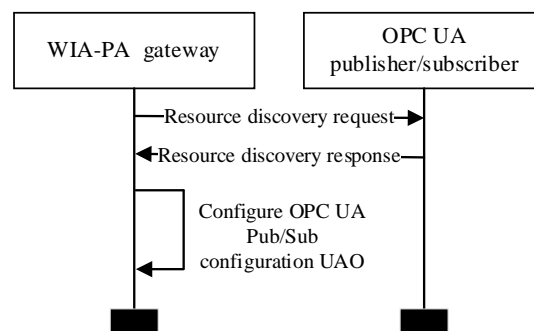 WIA-PA gateway
OPC UA
publisher/subscriber
Resource discovery request
Resource discovery response
Configure OPC UA
Pub/Sub
configuration UAO